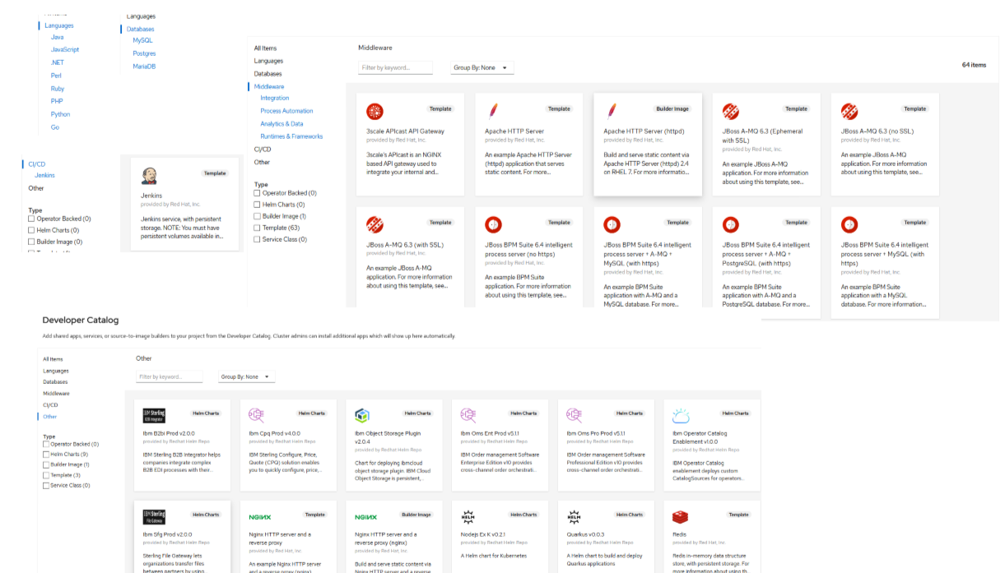 Languages
Java
JavaScript
.NET
Perl
Ruby
PHP
Python
Go
Languages
Databases
MySQL
Postgres
MariaDB
CI/CD
Jenkins
Other
Type
Operator Backed (0)
Helm Charts (0)
Builder Image (0)
Template
Jenkins
provided by Red Hat, Inc.
Jenkins service, with persistent
storage. NOTE: You must have
persistent volumes available in...
All Items
Languages
Databases
Middleware
Integration
Process Automation
Analytics & Data
Runtimes & Frameworks
CI/CD
Other
Type
Operator Backed (0)
Helm Charts (0)
Builder Image (1)
Template (63)
Service Class (0)
Middleware
Filter by keyword...
Group By: None
64 items
Template
3scale APIcast API Gateway
provided by Red Hat, Inc.
3scale's APIcast is an NGINX
based API gateway used to
integrate your internal and...
Template
Apache HTTP Server
provided by Red Hat, Inc.
An example Apache HTTP Server
(httpd) application that serves
static content. For more...
Builder Image
Apache HTTP Server (httpd)
provided by Red Hat, Inc.
Build and serve static content via
Apache HTTP Server (httpd) 2.4
on RHEL 7. For more informatio...
Template
JBoss A-MQ 6.3 (Ephemeral
with SSL)
provided by Red Hat, Inc.
An example JBoss A-MQ
application. For more information
about using this template, see...
Template
JBoss A-MQ 6.3 (no SSL)
provided by Red Hat, Inc.
An example JBoss A-MQ
application. For more information
about using this template, see...
Template
JBoss A-MQ 6.3 (with SSL)
provided by Red Hat, Inc.
An example JBoss A-MQ
application. For more information
about using this template, see...
Template
JBoss BPM Suite 6.4 intelligent
process server (no https)
provided by Red Hat, Inc.
An example BPM Suite
application. For more information
about using this template, see...
Template
JBoss BPM Suite 6.4 intelligent
process server + A-MQ +
MySQL (with https)
provided by Red Hat, Inc.
An example BPM Suite
application with A-MQ and a
MySQL database. For more...
Template
JBoss BPM Suite 6.4 intelligent
process server + A-MQ +
PostgreSQL (with https)
provided by Red Hat, Inc.
An example BPM Suite
application with A-MQ and a
PostgreSQL database. For more...
Template
JBoss BPM Suite 6.4 intelligent
process server + MySQL (with
https)
provided by Red Hat, Inc.
An example BPM Suite
application with a MySQL
database. For more information...
Developer Catalog
Add shared apps, services, or source-to-image builders to your project from the Developer Catalog. Cluster admins can install additional apps which will show up here automatically.
All Items
Languages
Databases
Middleware
CI/CD
Other
Type
Operator Backed (0)
Helm Charts (9)
Builder Image (1)
Template (3)
Service Class (0)
Other
Filter by keyword...
Group By: None
IBM Sterling
B2B Integrator
Helm Charts
Ibm B2bi Prod v2.0.0
provided by Redhat Helm Repo
IBM Sterling B2B Integrator helps
companies integrate complex
B2B EDI processes with their...
Helm Charts
Ibm Cpq Prod v4.0.0
provided by Redhat Helm Repo
IBM Sterling Configure, Price,
Quote (CPQ) solution enables
you to quickly configure, price,...
Helm Charts
Ibm Object Storage Plugin
v2.0.4
provided by Redhat Helm Repo
Chart for deploying ibmcloud
object storage plugin. IBM Cloud
Object Storage is persistent,...
Helm Charts
Ibm Oms Ent Prod v5.1.1
provided by Redhat Helm Repo
IBM Order management Software
Enterprise Edition v10 provides
cross-channel order orchestrati...
Helm Charts
Ibm Oms Pro Prod v5.1.1
provided by Redhat Helm Repo
IBM Order management Software
Professional Edition v10 provides
cross-channel order orchestrati...
Helm Charts
Ibm Operator Catalog
Enablement v1.0.0
provided by Redhat Helm Repo
IBM Operator Catalog
enablement deploys custom
CatalogSources for operators...
IBM Sterling
File Gateway
Helm Charts
Ibm Sfg Prod v2.0.0
provided by Redhat Helm Repo
Sterling File Gateway lets
organizations transfer files
between partners by using
NGINX
Template
Nginx HTTP server and a
reverse proxy
provided by Red Hat, Inc.
An example Nginx HTTP server
and a reverse proxy (nginx)
NGINX
Builder Image
Nginx HTTP server and a
reverse proxy (nginx)
provided by Red Hat, Inc.
Build and serve static content via
Nginx HTTP server and a reverse
HELM
Helm Charts
Nodejs Ex K v0.2.1
provided by Redhat Helm Repo
A Helm chart for Kubernetes
HELM
Helm Charts
Quarkus v0.0.3
provided by Redhat Helm Repo
A Helm chart to build and deploy
Quarkus applications
Template
Redis
provided by Red Hat, Inc.
Redis in-memory data structure
store, with persistent storage. For
more information about using th...